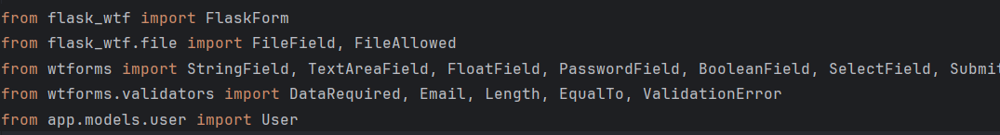 from flask_wtf import FlaskForm
from flask_wtf.file import FileField, FileAllowed
from wtforms import StringField, TextAreaField, FloatField, PasswordField, BooleanField, SelectField, Submit
from wtforms.validators import DataRequired, Email, Length, EqualTo, ValidationError
from app.models.user import User